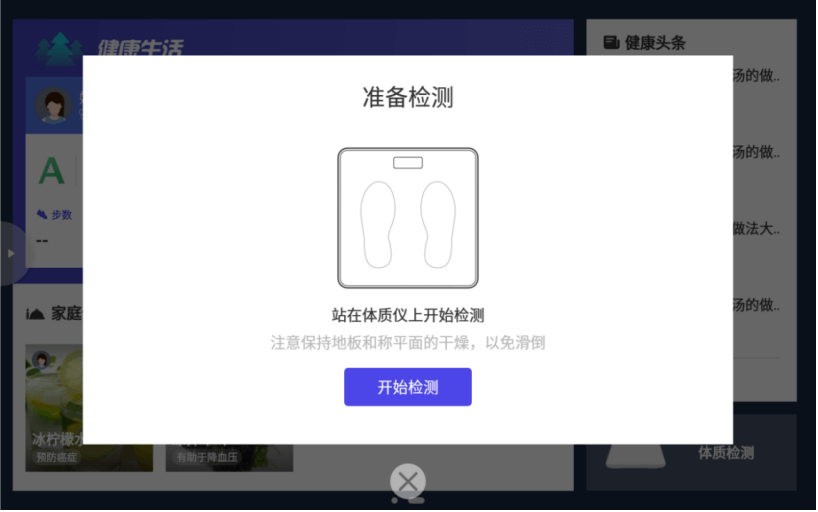 健康生活
健康头条
汤的做..
准备检测
A
汤的做..
步数
--
做法大..
家庭
汤的做..
站在体质仪上开始检测
注意保持地板和称平面的干燥，以免滑倒
开始检测
冰柠檬水
预防癌症
有助于降血压
体质检测